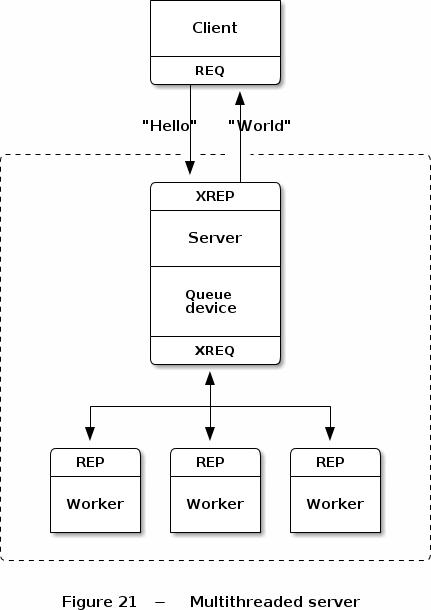 Client
REQ
"Hello" "World"
XREP
Server
Queue
device
XREQ
REP REP REP
Worker Worker Worker
Figure 21 – Multithreaded server